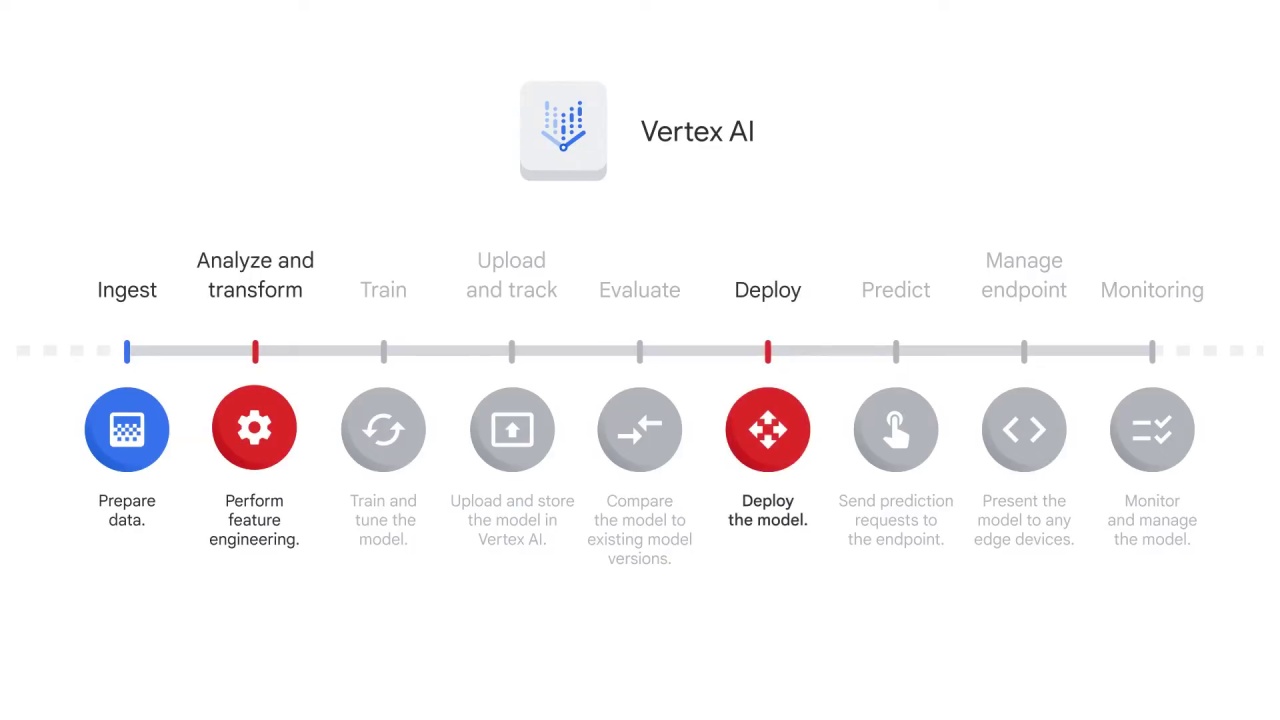 Vertex AI
Ingest
Analyze and
transform
Train
Upload
and track
Evaluate
Deploy
Predict
Manage
endpoint
Monitoring
Prepare
data.
Perform
feature
engineering.
Train and
tune the
model.
Upload and store
the model in
Vertex AI.
Compare
the model to
existing model
versions.
Deploy
the model.
Send prediction
requests to
the endpoint.
Present the
model to any
edge devices.
Monitor
and manage
the model.